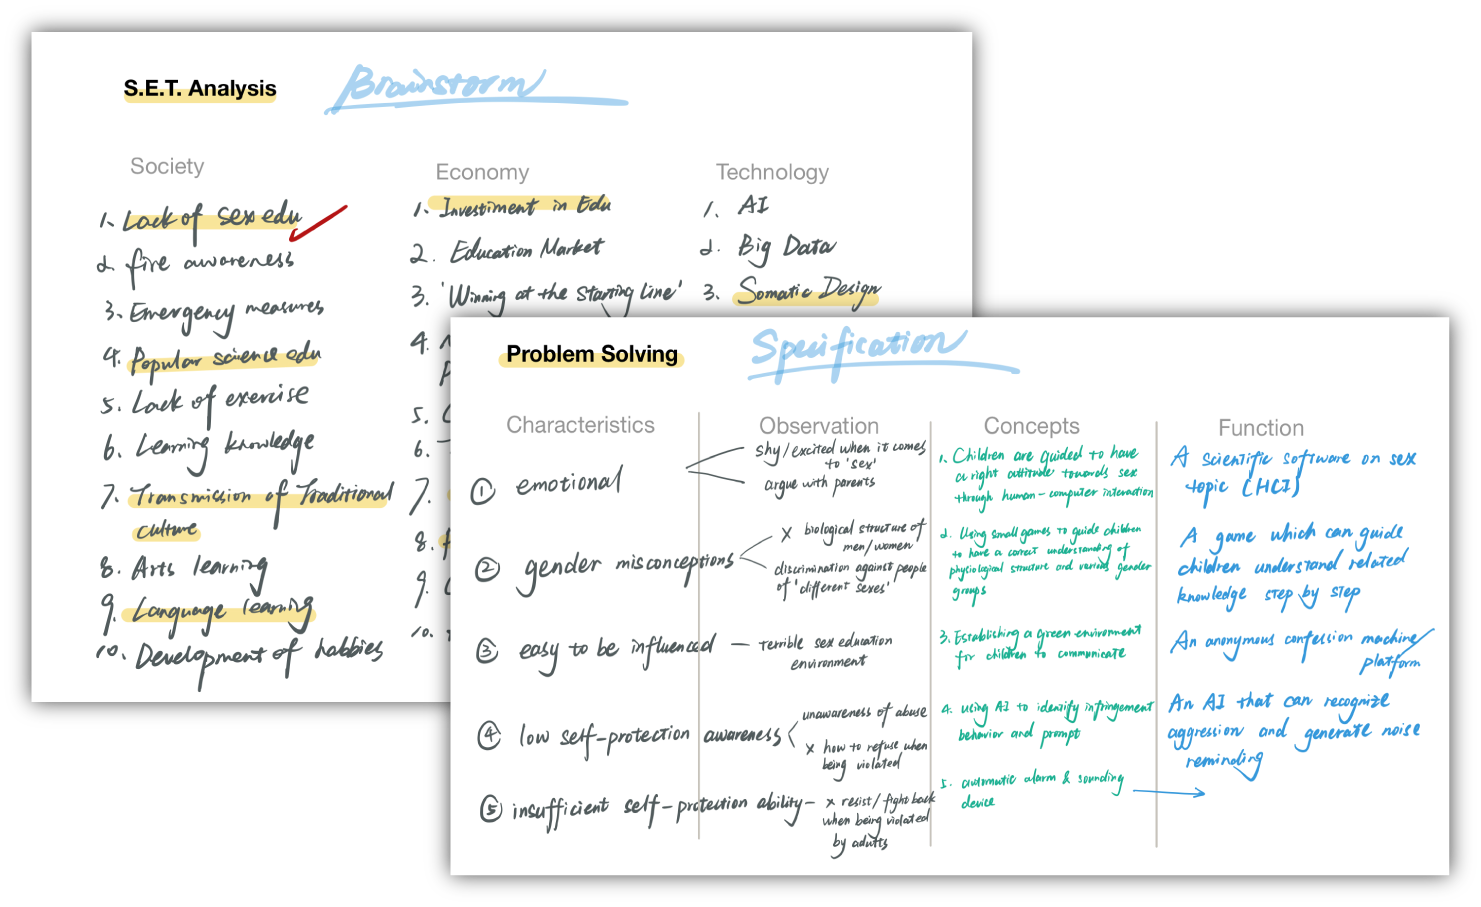 S.E.T. Analysis
Brainstorm
Society
1. Lack of sex edu
2. fire awareness
3. Emergency measures
4. Popular science edu
5. Lack of exercise
6. Learning knowledge
7. Transmission of Traditional
culture
8. Arts learning
9. Language learning
10. Development of hobbies
Economy
1. Investiment in Edu
2. Education Market
3. 'Winning at the Starting Line'
4.
5.
6.
7.
8.
9.
10.
Technology
1. AI
2. Big Data
3. Somatic Design
Problem Solving
Specification
Characteristics
Observation
Concepts
Function
① emotional
shy/excited when it comes
to 'sex'
argue with parents
1. Children are guided to have
a right attitude towards sex
through human-computer interaction
A scientific software on sex
topic (HCI)
② gender misconceptions
x biological structure of
men/women
discrimination against people
of 'different sexes'
2. Using small games to guide children
to have a correct understanding of
physiological structure and various gender
groups
A game which can guide
children understand related
knowledge step by step
③ easy to be influenced
terrible sex education
environment
3. Establishing a green environment
for children to communicate
An anonymous confession machine/
platform
④ low self-protection awareness
unawareness of abuse
x how to refuse when
being violated
4. using AI to identify infringement
behavior and prompt
An AI that can recognize
aggression and generate noise
reminding
⑤ insufficient self-protection ability
x resist/fight back
when being violated
by adults
5. automatic alarm & sounding
device